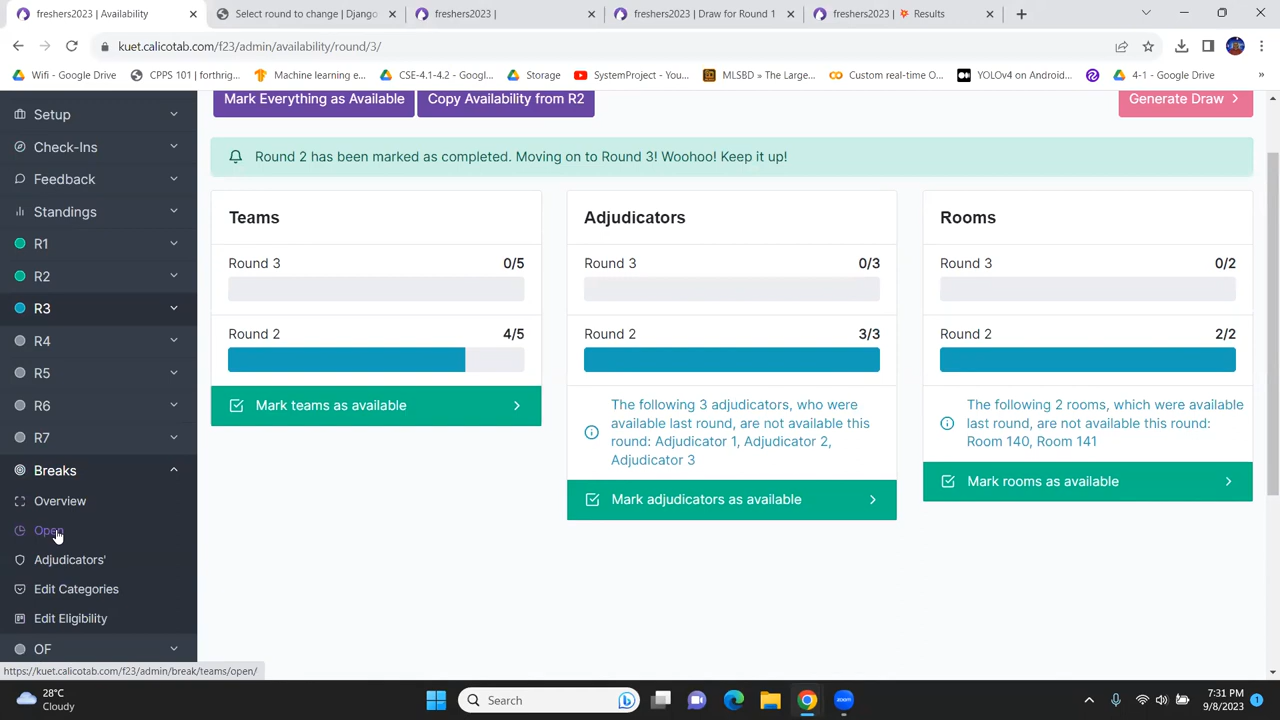 freshers2023 | Availability
Select round to change | Django
freshers2023 |
freshers2023 | Draw for Round 1
freshers2023 | Results
kuet.calicotab.com/f23/admin/availability/round/3/
Wifi - Google Drive
CPPS 101 | forthrig...
Machine learning e...
CSE-4.1-4.2 - Googl...
Storage
SystemProject - You...
MLSBD » The Large...
Custom real-time O...
YOLOv4 on Android...
4-1 - Google Drive
»
Setup
Check-Ins
Feedback
Standings
R1
R2
R3
R4
R5
R6
R7
Breaks
Overview
Open
Adjudicators'
Edit Categories
Edit Eligibility
OF
https://kuet.calicotab.com/f23/admin/break/teams/open/
Mark Everything as Available
Copy Availability from R2
Generate Draw
Round 2 has been marked as completed. Moving on to Round 3! Woohoo! Keep it up!
Teams
Round 3 0/5
Round 2 4/5
Mark teams as available
Adjudicators
Round 3 0/3
Round 2 3/3
The following 3 adjudicators, who were
available last round, are not available this
round: Adjudicator 1, Adjudicator 2,
Adjudicator 3
Mark adjudicators as available
Rooms
Round 3 0/2
Round 2 2/2
The following 2 rooms, which were available
last round, are not available this round:
Room 140, Room 141
Mark rooms as available
28°C
Cloudy
Search
zoom
7:31 PM
9/8/2023
1